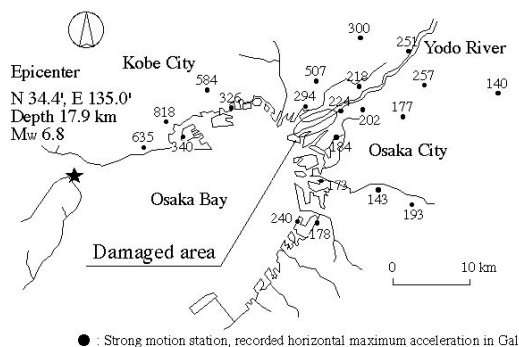 300
251
Yodo River
Kobe City
Epicenter
584
507
218
257
140
N 34.4', E 135.0'
326
294
224
Depth 17.9 km
818
202
177
Mw 6.8
635
340
184
Osaka City
73
Osaka Bay
143
193
240
178
Damaged area
0 10 km
: Strong motion station, recorded horizontal maximum acceleration in Gal